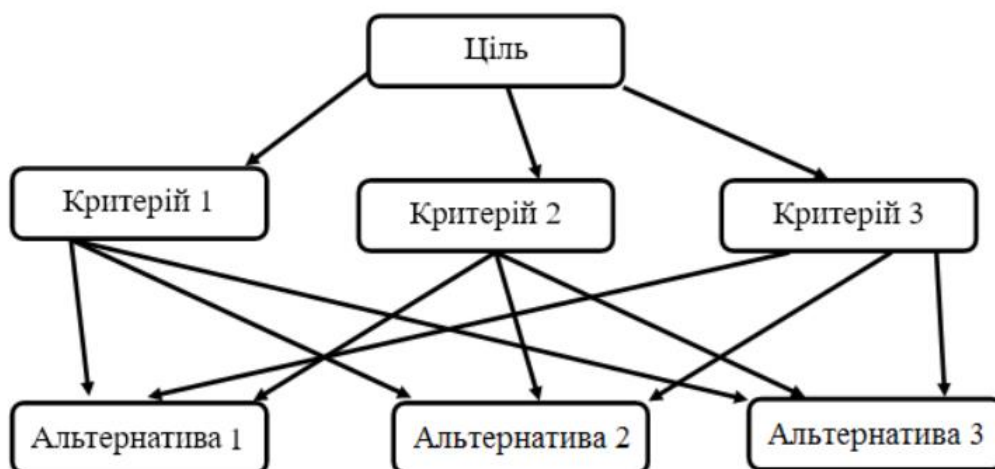 Ціль
Критерій 1
Критерій 2
Критерій 3
Альтернатива 1
Альтернатива 2
Альтернатива 3